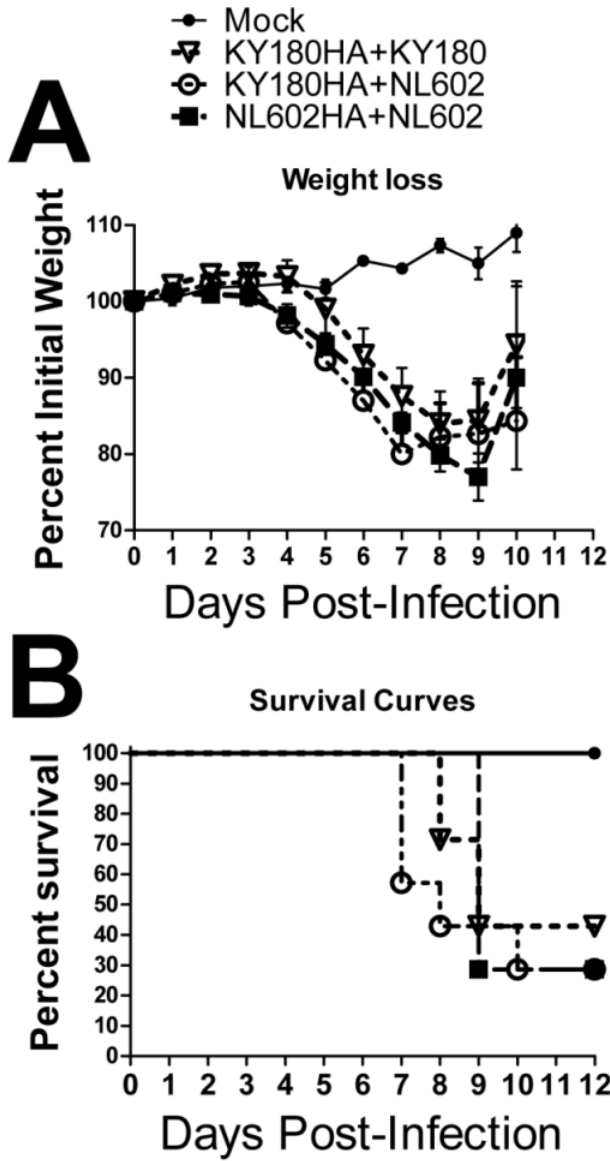 Mock
KY180HA+KY180
KY180HA+NL602
NL602HA+NL602
A
Weight loss
Percent Initial Weight
110
100
90
80
70
0 1 2 3 4 5 6 7 8 9 10 11 12
Days Post-Infection
B
Survival Curves
Percent survival
100
90
80
70
60
50
40
30
20
10
0
0 1 2 3 4 5 6 7 8 9 10 11 12
Days Post-Infection